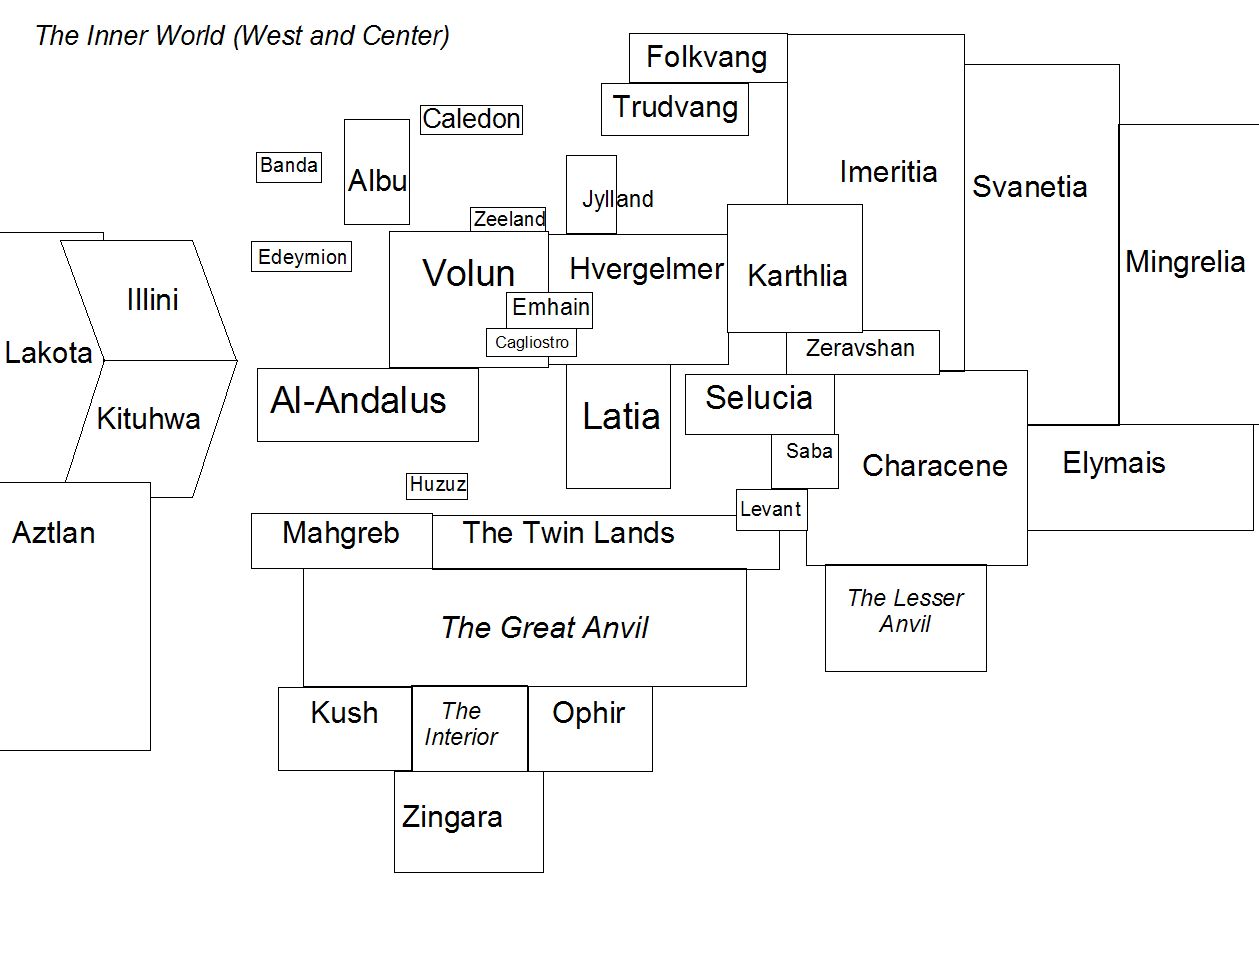 The Inner World (West and Center)
Folkvang
Trudvang
Caledon
Banda
Albu
Imeritia
Svanetia
Jylland
Zeeland
Edeymion
Volun
Hvergelmer
Karthlia
Mingrelia
Illini
Emhain
Cagliostro
Zeravshan
Lakota
Kituhwa
Al-Andalus
Latia
Selucia
Saba
Characene
Elymais
Huzuz
Levant
Aztlan
Mahgreb
The Twin Lands
The Great Anvil
The Lesser
Anvil
Kush
The
Interior
Ophir
Zingara